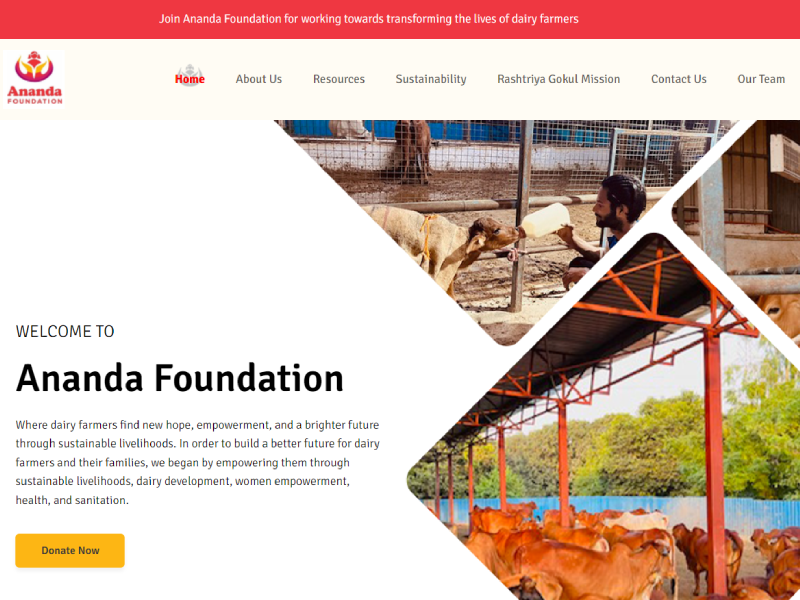 Join Ananda Foundation for working towards transforming the lives of dairy farmers
Ananda
FOUNDATION
Home
About Us
Resources
Sustainability
Rashtriya Gokul Mission
Contact Us
Our Team
WELCOME TO
Ananda Foundation
Where dairy farmers find new hope, empowerment, and a brighter future
through sustainable livelihoods. In order to build a better future for dairy
farmers and their families, we began by empowering them through
sustainable livelihoods, dairy development, women empowerment,
health, and sanitation.
Donate Now